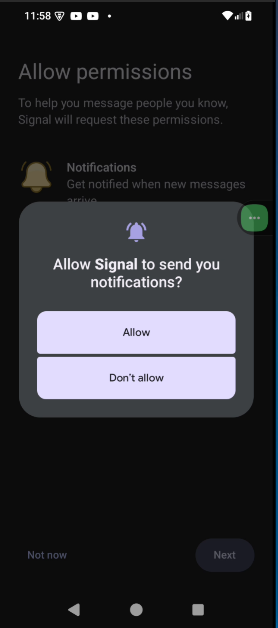 11:58
Allow permissions
To help you message people you know,
Signal will request these permissions.
Notifications
Get notified when new messages
arrive
Allow Signal to send you
notifications?
Allow
Don't allow
Not now
Next